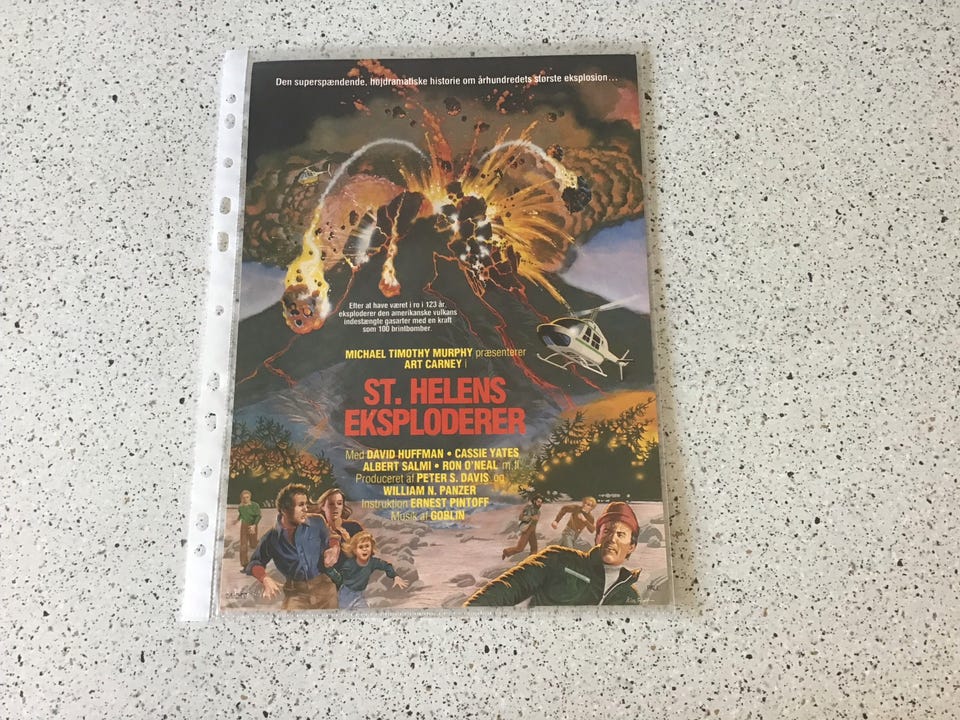 Den superspændende, højdramatiske historie om århundredets største eksplosion...
Efter at have været i ro i 123 år,
eksploderer den amerikanske vulkans
indestængte gasarter med en kraft
som 100 brintbomber.
MICHAEL TIMOTHY MURPHY præsenterer
ART CARNEY i
ST. HELENS
EKSPLODERER
Med DAVID HUFFMAN • CASSIE YATES
ALBERT SALMI • RON O'NEAL m.fl.
Produceret af PETER S. DAVIS og
WILLIAM N. PANZER
Instruktion ERNEST PINTOFF
Musik af GOBLIN